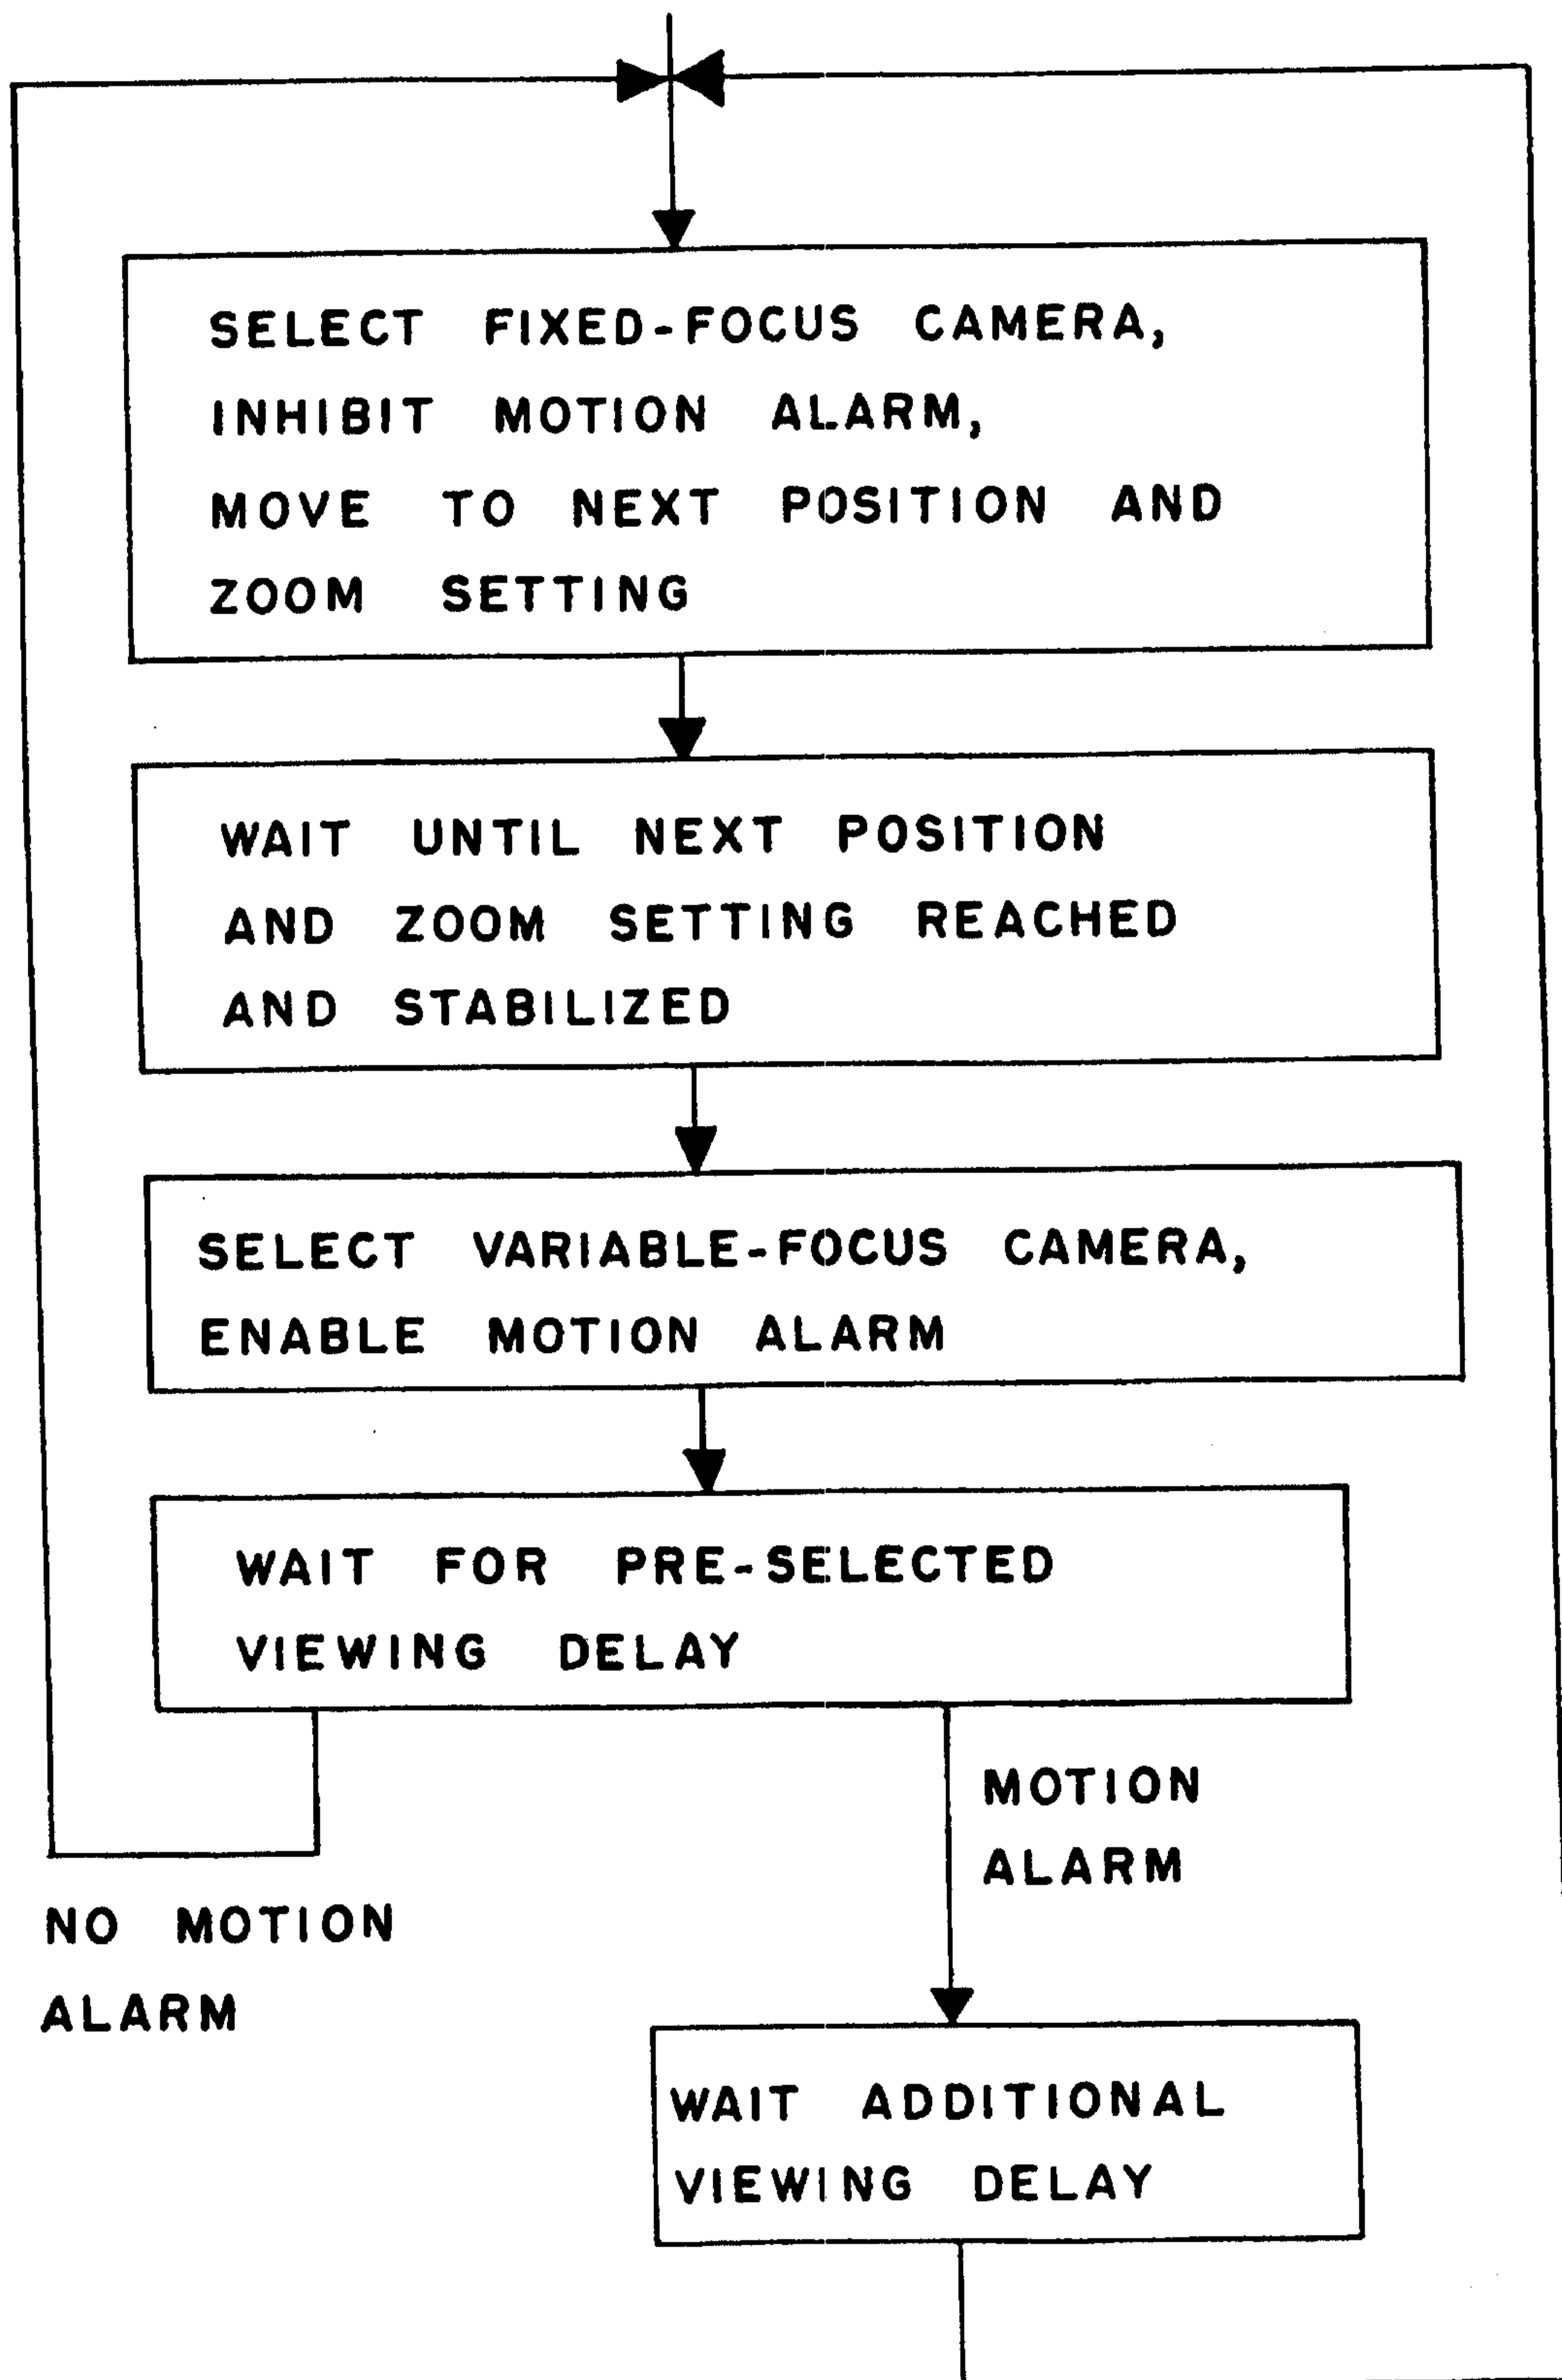 SELECT FIXED-FOCUS CAMERA,
INHIBIT MOTION ALARM,
MOVE TO NEXT POSITION AND
ZOOM SETTING
WAIT UNTIL NEXT POSITION
AND ZOOM SETTING REACHED
AND STABILIZED
SELECT VARIABLE-FOCUS CAMERA,
ENABLE MOTION ALARM
WAIT FOR PRE-SELECTED
VIEWING DELAY
MOTION
ALARM
NO MOTION
ALARM
WAIT ADDITIONAL
VIEWING DELAY